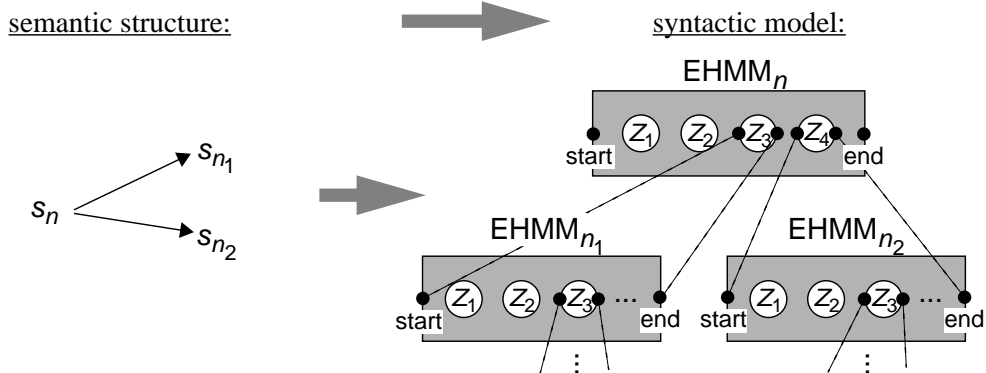 semantic structure: syntactic model:
EHMMₙ
Z₁ Z₂ Z₃ Z₄
start end
sₙ₁
sₙ
sₙ₂
EHMMₙ₁ EHMMₙ₂
Z₁ Z₂ Z₃ ... Z₁ Z₂ Z₃ ...
start end start end
⋮ ⋮